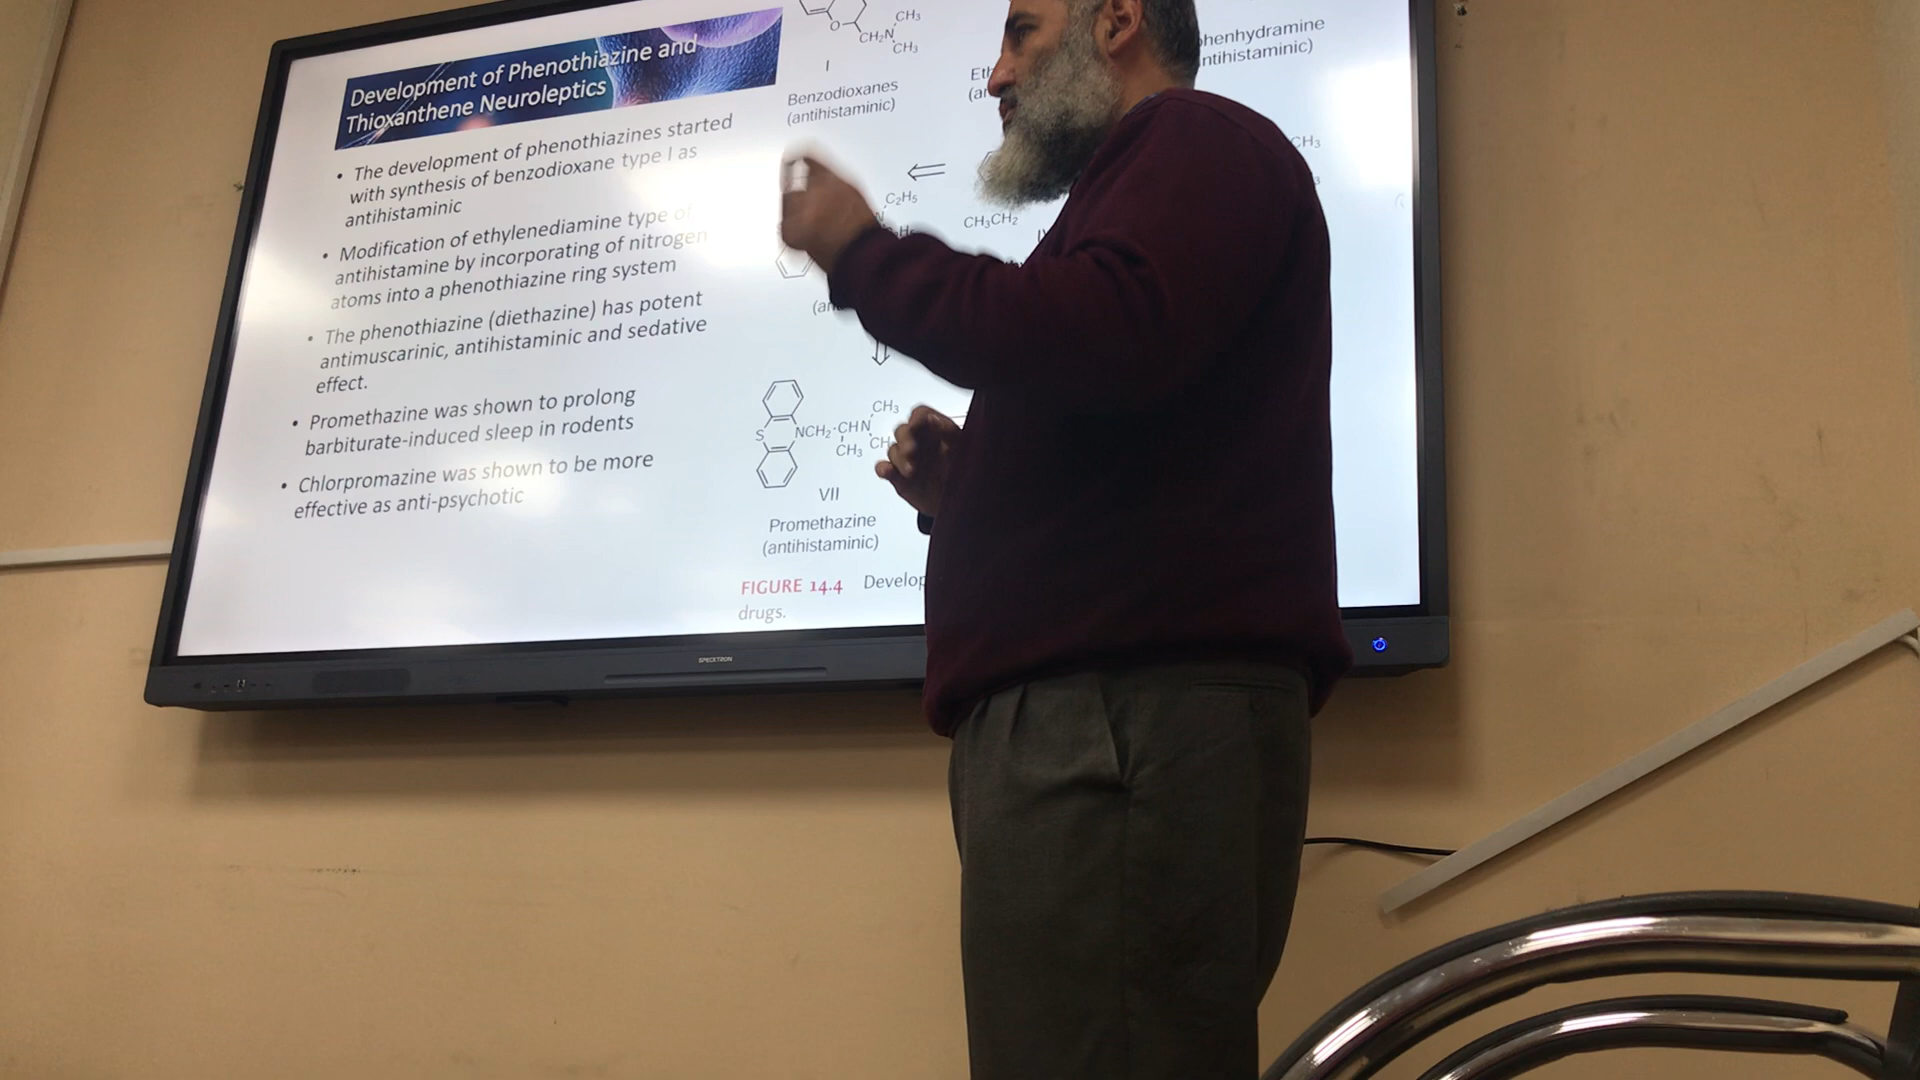 Development of Phenothiazine and
Thioxanthene Neuroleptics
• The development of phenothiazines started
with synthesis of benzodioxane type I as
antihistaminic
• Modification of ethylenediamine type of
antihistamine by incorporating of nitrogen
atoms into a phenothiazine ring system
• The phenothiazine (diethazine) has potent
antimuscarinic, antihistaminic and sedative
effect.
• Promethazine was shown to prolong
barbiturate-induced sleep in rodents
• Chlorpromazine was shown to be more
effective as anti-psychotic
O
CH₂N
CH₃
CH₃
I
Benzodioxanes
(antihistaminic)
C₂H₅
N
CH₃CH₂
CH₃
S
NCH₂·CHN
CH₃
CH₃
VII
Promethazine
(antihistaminic)
FIGURE 14.4
drugs.
SPECKTRON